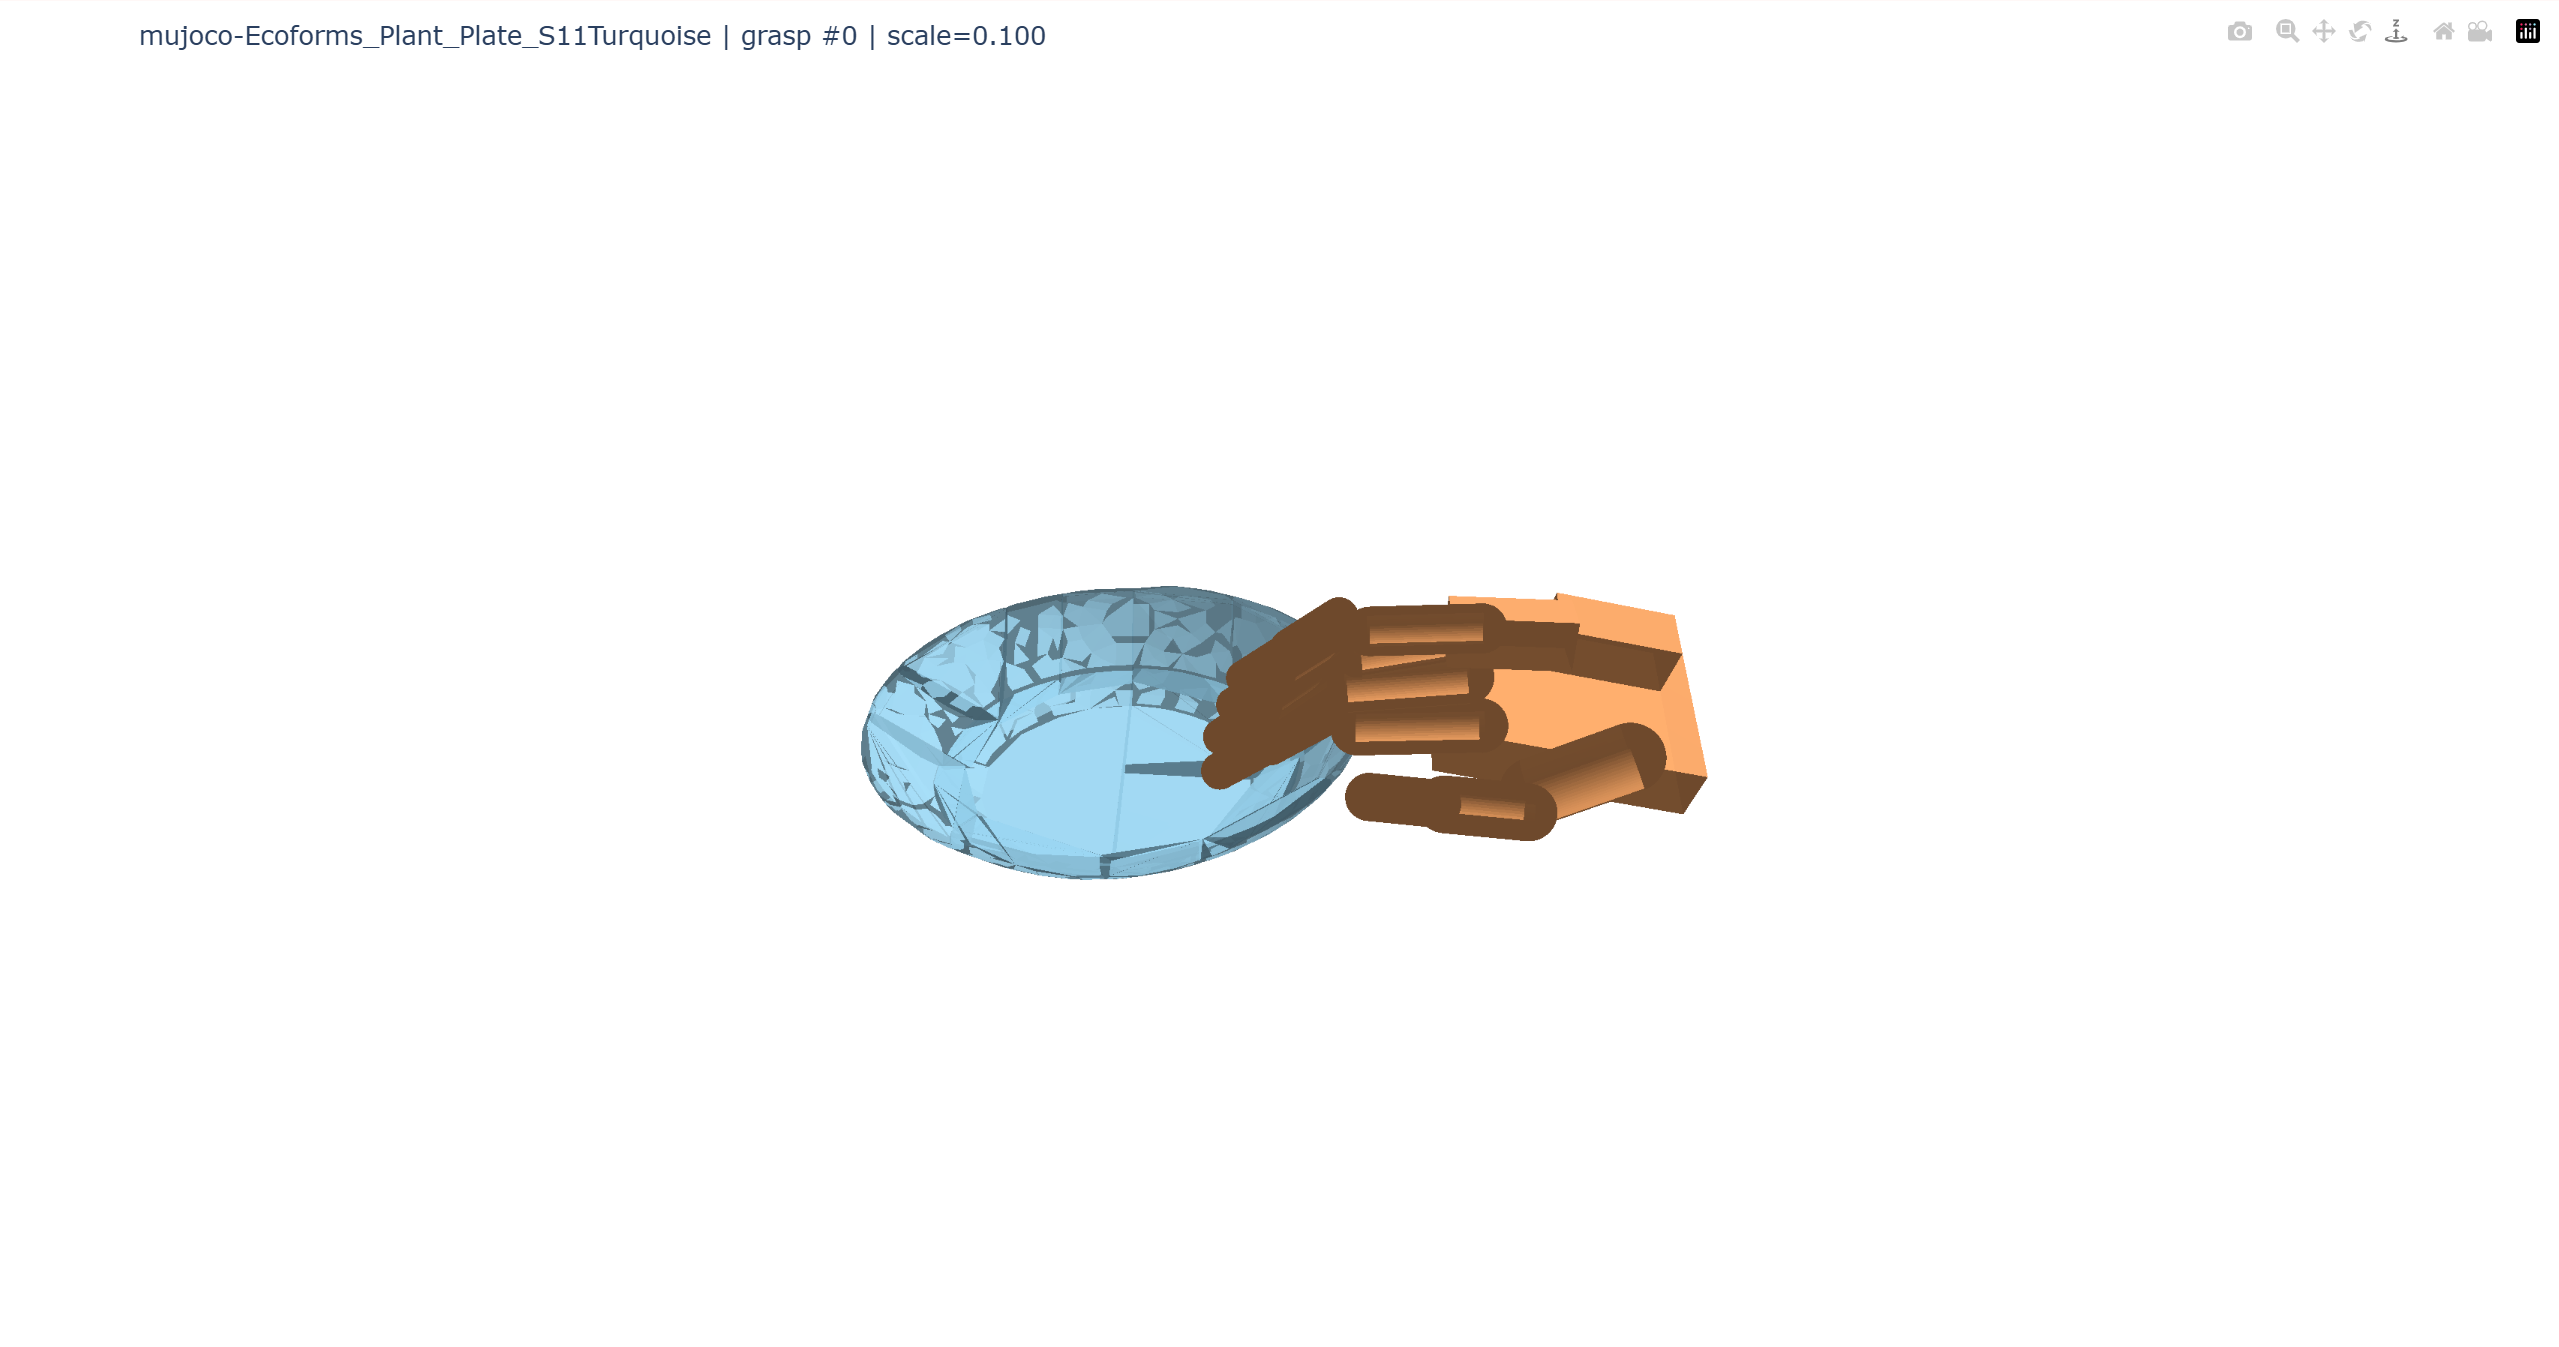 mujoco-Ecoforms_Plant_Plate_S11Turquoise | grasp #0 | scale=0.100
z